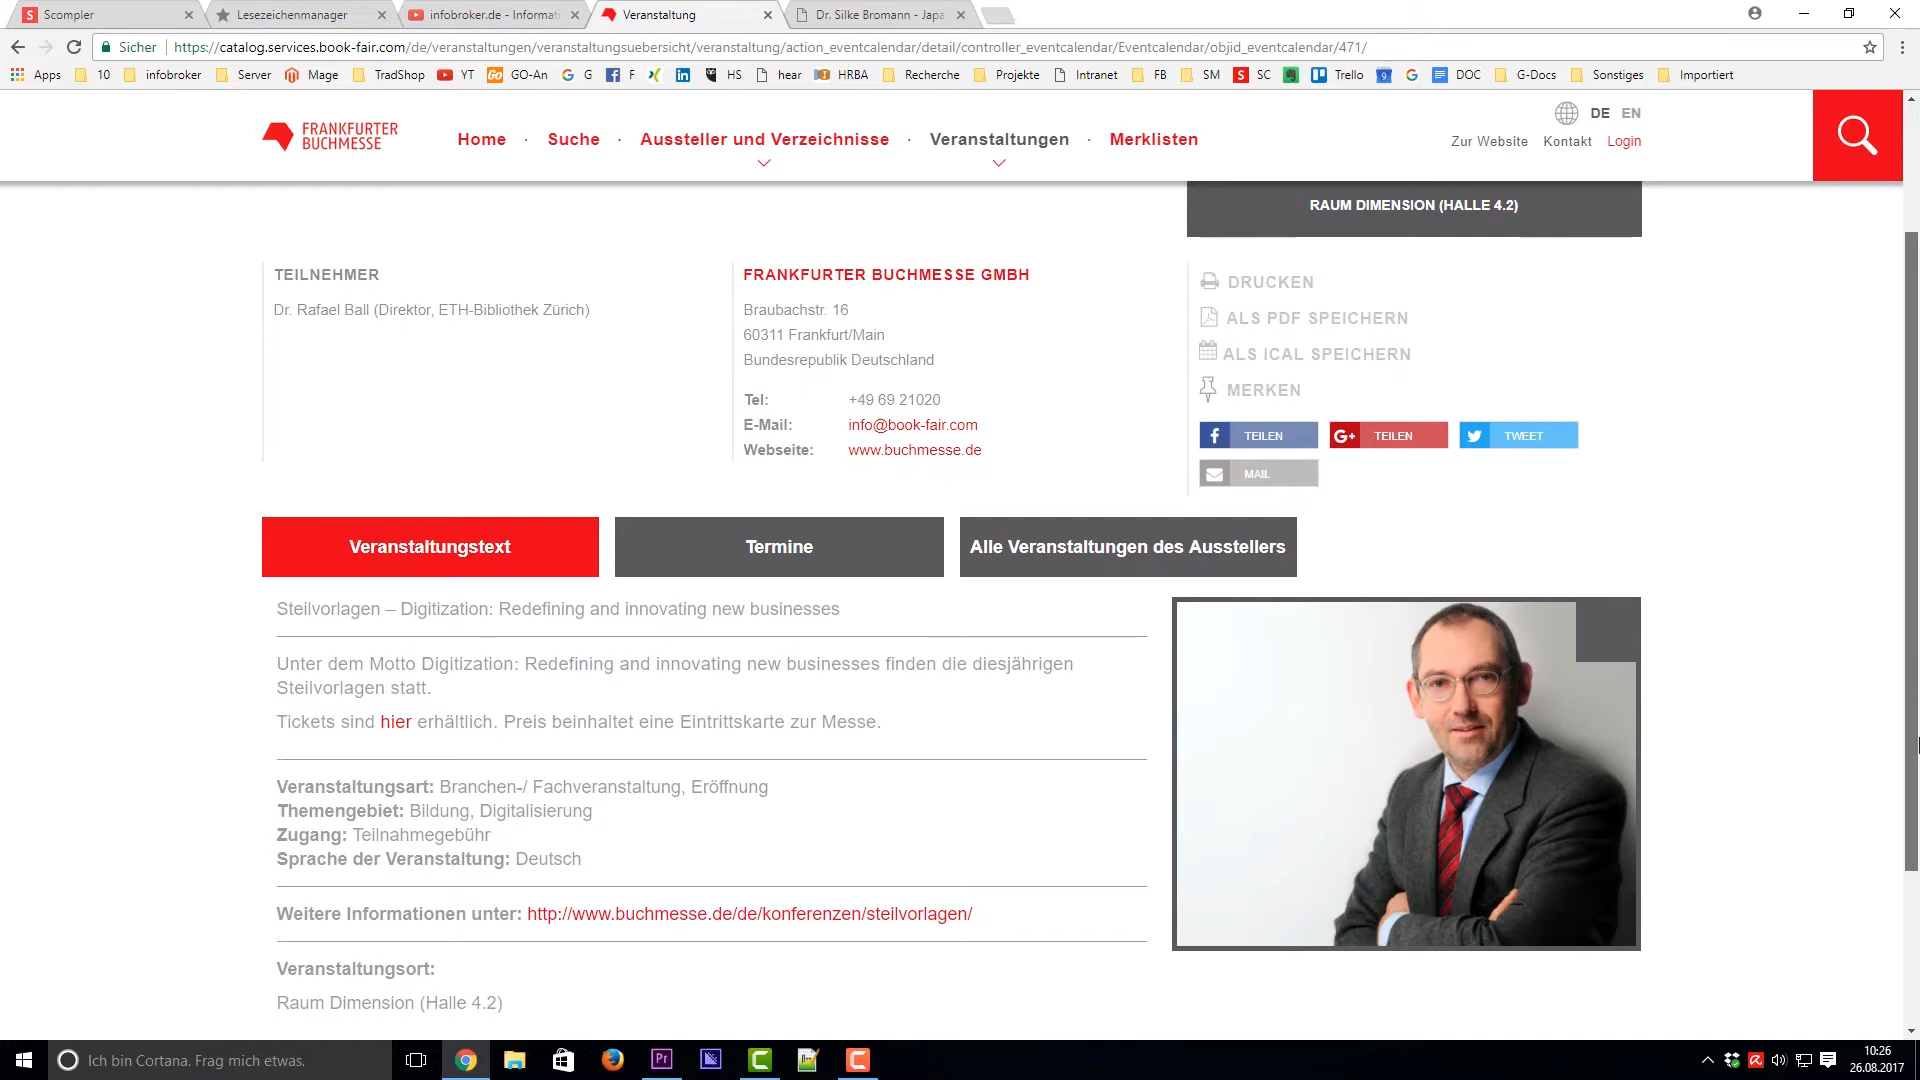 Scompler
Lesezeichenmanager
infobroker.de - Informat
Veranstaltung
Dr. Silke Bromann - Japa
Sicher
https://catalog.services.book-fair.com/de/veranstaltungen/veranstaltungsuebersicht/veranstaltung/action_eventcalendar/detail/controller_eventcalendar/Eventcalendar/objid_eventcalendar/471/
Apps 10 infobroker Server Mage TradShop YT GO-An G F HS hear HRBA Recherche Projekte Intranet FB SM SC Trello 9 DOC G-Docs Sonstiges Importiert
FRANKFURTER
BUCHMESSE
Home · Suche · Aussteller und Verzeichnisse · Veranstaltungen · Merklisten
DE EN
Zur Website Kontakt Login
RAUM DIMENSION (HALLE 4.2)
TEILNEHMER
Dr. Rafael Ball (Direktor, ETH-Bibliothek Zürich)
FRANKFURTER BUCHMESSE GMBH
Braubachstr. 16
60311 Frankfurt/Main
Bundesrepublik Deutschland
Tel: +49 69 21020
E-Mail: info@book-fair.com
Webseite: www.buchmesse.de
DRUCKEN
ALS PDF SPEICHERN
ALS ICAL SPEICHERN
MERKEN
TEILEN G+ TEILEN TWEET
MAIL
Veranstaltungstext
Termine
Alle Veranstaltungen des Ausstellers
Steilvorlagen – Digitization: Redefining and innovating new businesses
Unter dem Motto Digitization: Redefining and innovating new businesses finden die diesjährigen
Steilvorlagen statt.
Tickets sind hier erhältlich. Preis beinhaltet eine Eintrittskarte zur Messe.
Veranstaltungsart: Branchen-/ Fachveranstaltung, Eröffnung
Themengebiet: Bildung, Digitalisierung
Zugang: Teilnahmegebühr
Sprache der Veranstaltung: Deutsch
Weitere Informationen unter: http://www.buchmesse.de/de/konferenzen/steilvorlagen/
Veranstaltungsort:
Raum Dimension (Halle 4.2)
Ich bin Cortana. Frag mich etwas.
Pr
10:26
26.08.2017